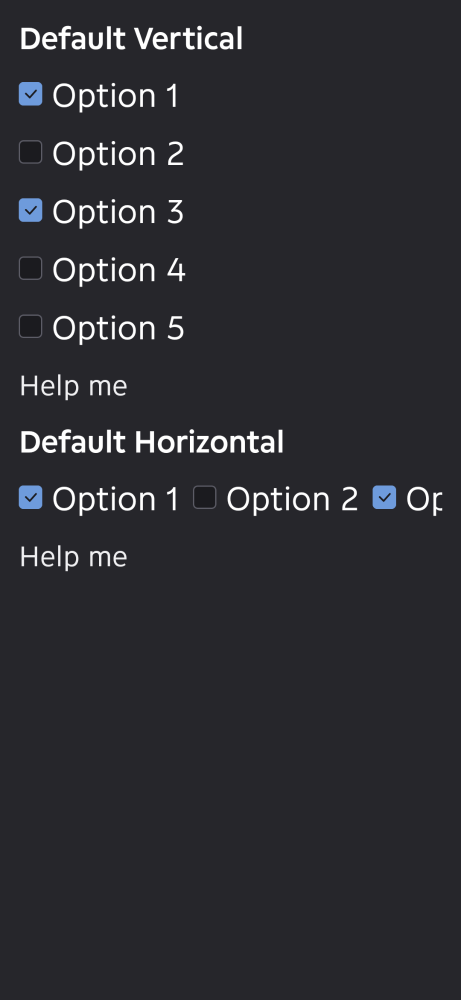 Default Vertical
Option 1
Option 2
Option 3
Option 4
Option 5
Help me
Default Horizontal
Option 1 Option 2 Op
Help me